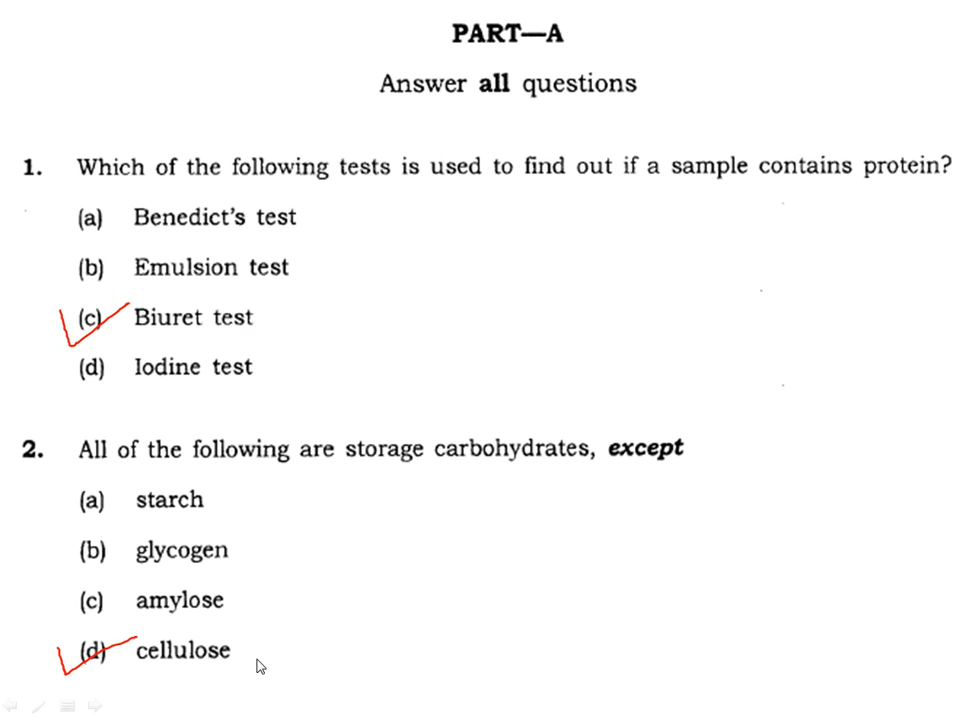 PART—A
Answer all questions
1. Which of the following tests is used to find out if a sample contains protein?
(a) Benedict's test
(b) Emulsion test
(c) Biuret test
(d) Iodine test
2. All of the following are storage carbohydrates, except
(a) starch
(b) glycogen
(c) amylose
(d) cellulose